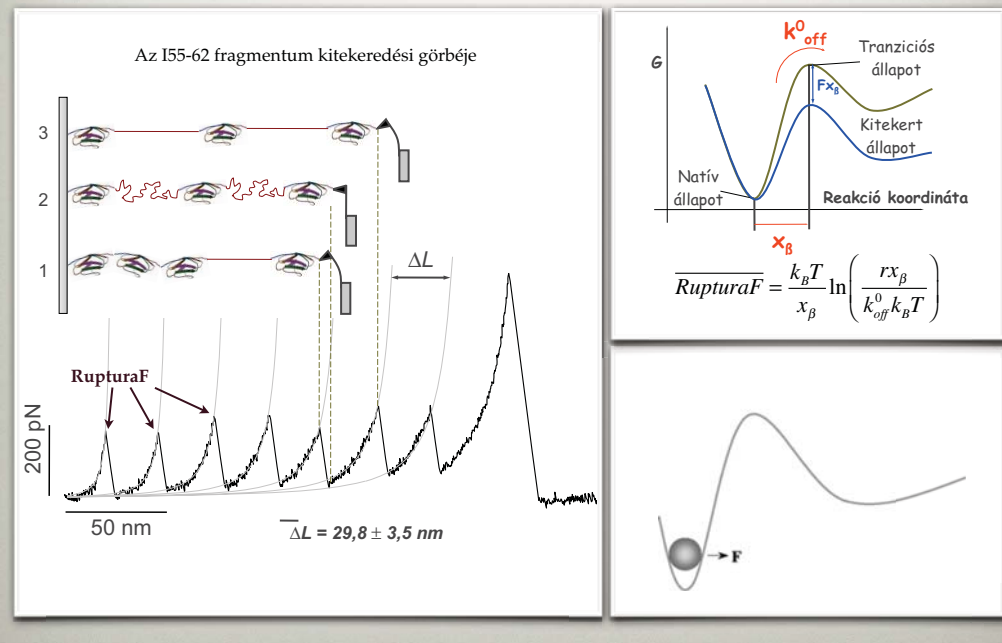 Az I55-62 fragmentum kitekeredési görbéje
3
2
1
ΔL
RupturaF
200 pN
50 nm
ΔL = 29,8 ± 3,5 nm
k⁰off
G
Tranziciós
állapot
Fxβ
Kitekert
állapot
Natív
állapot
Reakció koordináta
xβ
RupturaF = kBT/xβ ln(rxβ/k⁰off kBT)
F